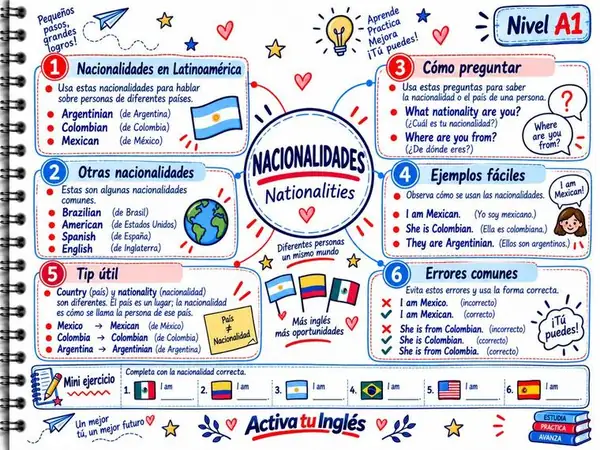 Pequeños
pasos,
grandes
logros!
Aprende
Practica
Mejora
¡Tú puedes!
Nivel A1
1 Nacionalidades en Latinoamérica
Usa estas nacionalidades para hablar
sobre personas de diferentes países.
Argentinian (de Argentina)
Colombian (de Colombia)
Mexican (de México)
2 Otras nacionalidades
Estas son algunas nacionalidades
comunes.
Brazilian (de Brasil)
American (de Estados Unidos)
Spanish (de España)
English (de Inglaterra)
5 Tip útil
Country (país) y nationality (nacionalidad)
son diferentes. El país es un lugar; la nacionalidad
es cómo se llama la persona de ese país.
Mexico → Mexican (de México)
Colombia → Colombian (de Colombia)
Argentina → Argentinian (de Argentina)
País
≠
Nacionalidad
NACIONALIDADES
Nationalities
Diferentes personas
un mismo mundo
Más inglés
más oportunidades
3 Cómo preguntar
Usa estas preguntas para saber
la nacionalidad o el país de una persona.
What nationality are you?
(¿Cuál es tu nacionalidad?)
Where are you from?
(¿De dónde eres?)
?
Where
are you
from?
4 Ejemplos fáciles
Observa cómo se usan las nacionalidades.
I am Mexican. (Yo soy mexicano.)
She is Colombian. (Ella es colombiana.)
They are Argentinian. (Ellos son argentinos.)
I am
Mexican!
6 Errores comunes
Evita estos errores y usa la forma correcta.
✗ I am Mexico. (incorrecto)
✓ I am Mexican. (correcto)
✗ She is from Colombian. (incorrecto)
✓ She is Colombian. (correcto)
✓ She is from Colombia. (correcto)
¡Tú
puedes!
Mini ejercicio
Completa con la nacionalidad correcta.
1. I am
2. I am
3. I am
4. I am
5. I am
6. I am
Un mejor
tú, un mejor futuro
Activa tu Inglés
ESTUDIA
PRACTICA
AVANZA